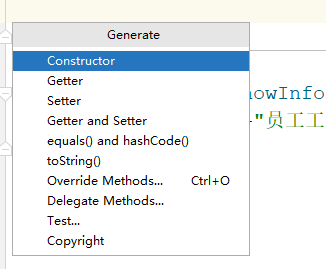 Generate
Constructor
Getter
Setter
Getter and Setter
equals() and hashCode()
toString()
Override Methods... Ctrl+O
Delegate Methods...
Test...
Copyright
howInfo
"员工工